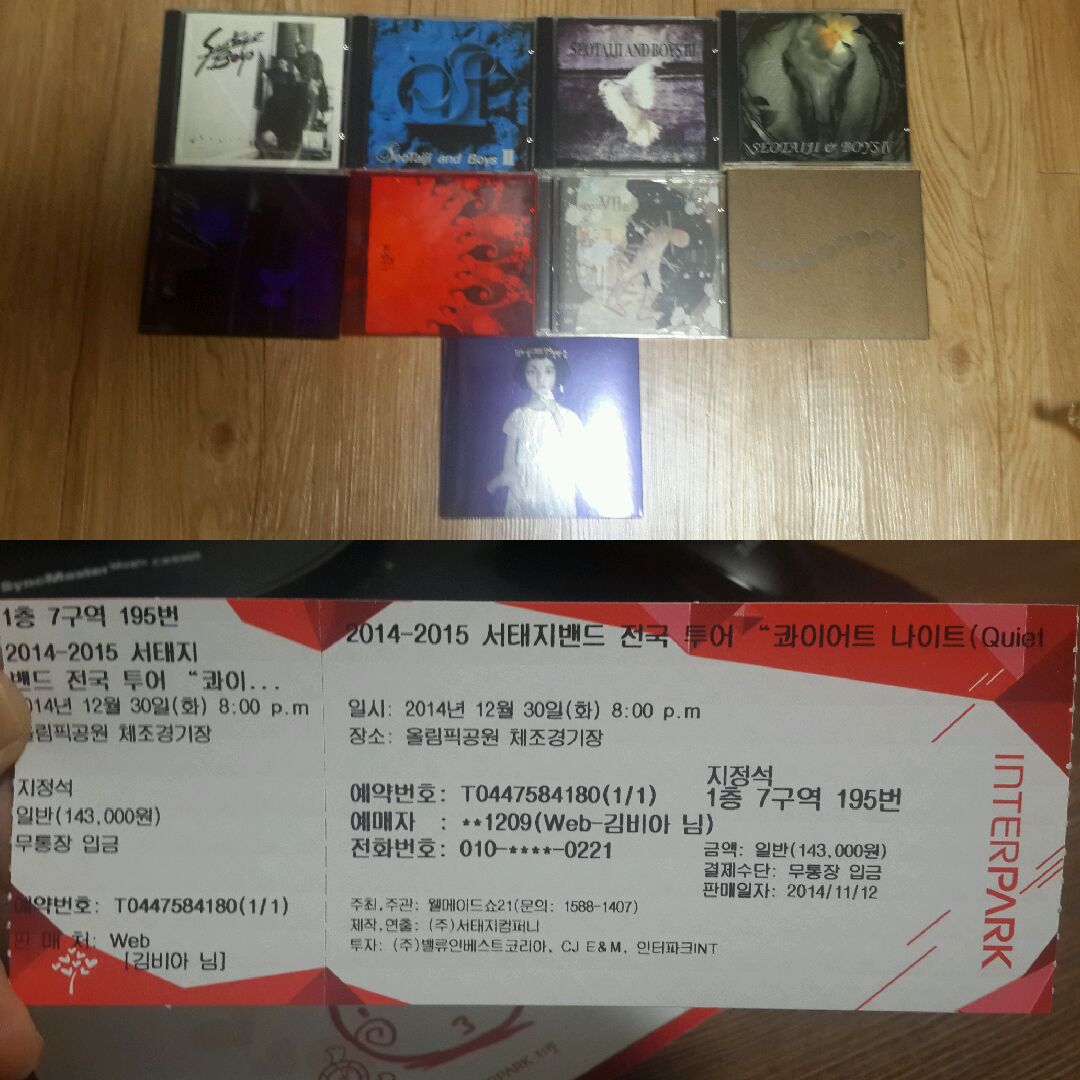 Seotaiji and Boys II
SEOTAIJI AND BOYS III
SEOTAIJI & BOYS IV
SyncMaster Magic CX930T
1층 7구역 195번
2014-2015 서태지
밴드 전국 투어 “콰이...
2014년 12월 30일(화) 8:00 p.m
올림픽공원 체조경기장
지정석
일반(143,000원)
무통장 입금
예약번호: T0447584180(1/1)
판 매 처: Web
[김비아 님]
2014-2015 서태지밴드 전국 투어 “콰이어트 나이트(Quiet
일시: 2014년 12월 30일(화) 8:00 p.m
장소: 올림픽공원 체조경기장
지정석
1층 7구역 195번
예약번호: T0447584180(1/1)
예매자 : **1209(Web-김비아 님)
전화번호: 010-****-0221
금액: 일반(143,000원)
결제수단: 무통장 입금
판매일자: 2014/11/12
주최,주관: 웰메이드쇼21(문의: 1588-1407)
제작,연출: (주)서태지컴퍼니
투자: (주)밸류인베스트코리아, CJ E&M, 인터파크INT
INTERPARK
3